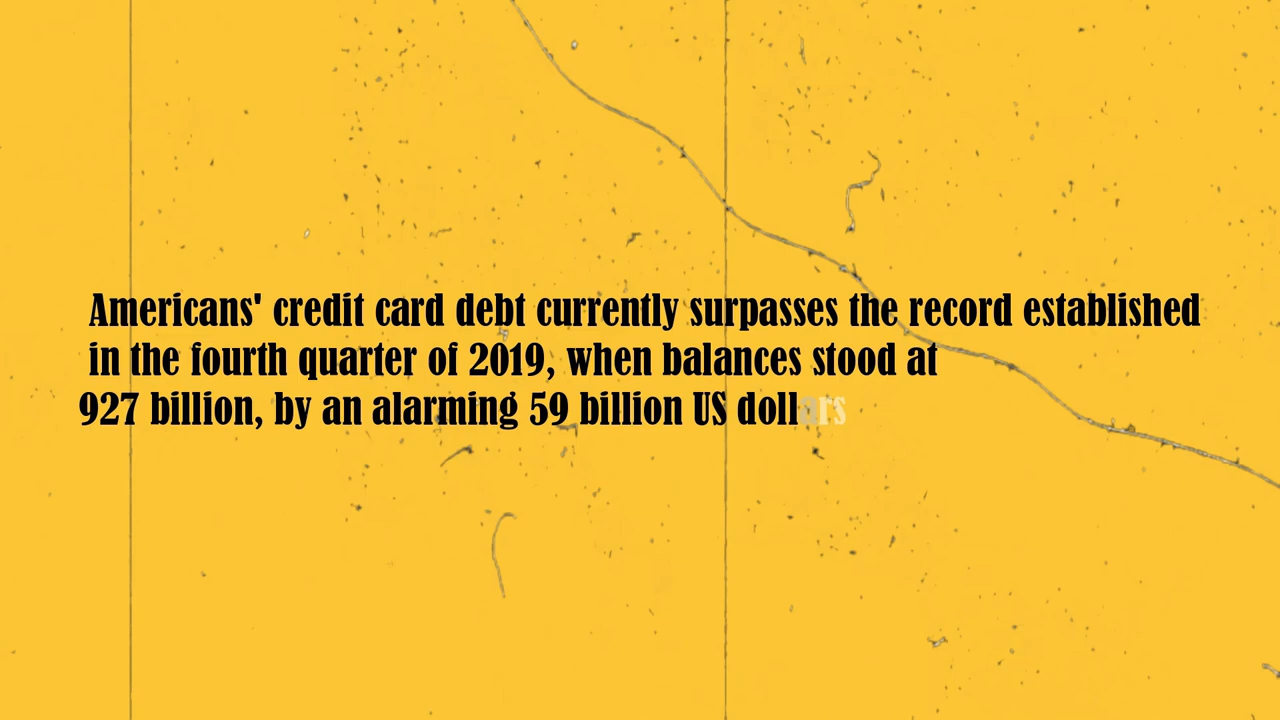 Americans' credit card debt currently surpasses the record established
in the fourth quarter of 2019, when balances stood at
927 billion, by an alarming 59 billion US dollars